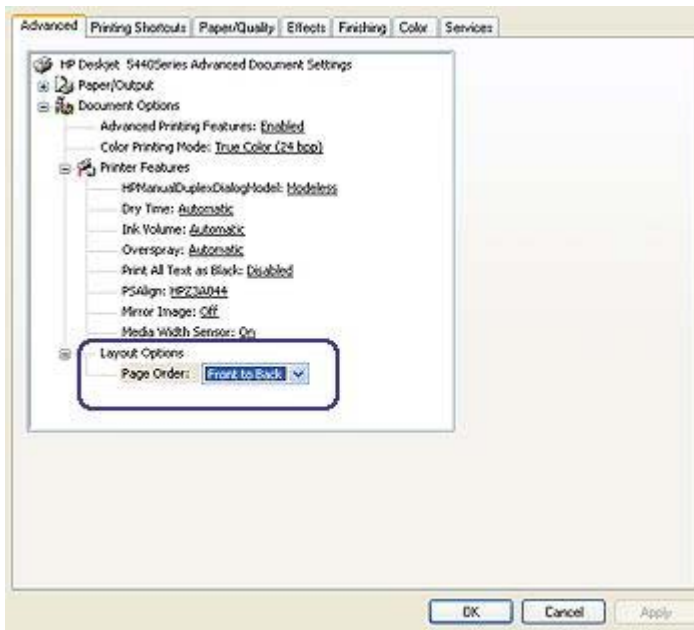 Advanced Printing Shortcuts Paper/Quality Effects Finishing Color Services
HP Deskjet 5440Series Advanced Document Settings
Paper/Output
Document Options
Advanced Printing Features: Enabled
Color Printing Mode: True Color (24 bpp)
Printer Features
HPManualDuplexDialogModel: Modeless
Dry Time: Automatic
Ink Volume: Automatic
Overspray: Automatic
Print All Text as Black: Disabled
PSAlign: HPZ3A044
Mirror Image: Off
Media Width Sensor: On
Layout Options
Page Order: Front to Back
OK Cancel Apply